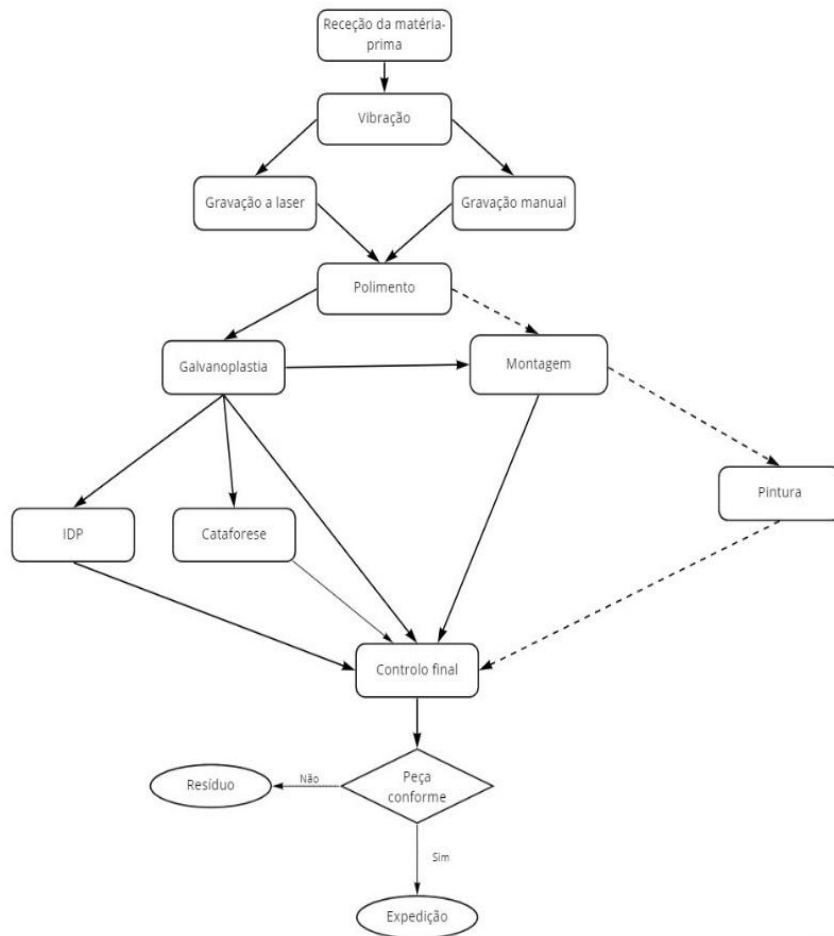 Receção da matéria-
prima
Vibração
Gravação a laser
Gravação manual
Polimento
Galvanoplastia
Montagem
Pintura
IDP
Cataforese
Controlo final
Peça
conforme
Não
Resíduo
Sim
Expedição